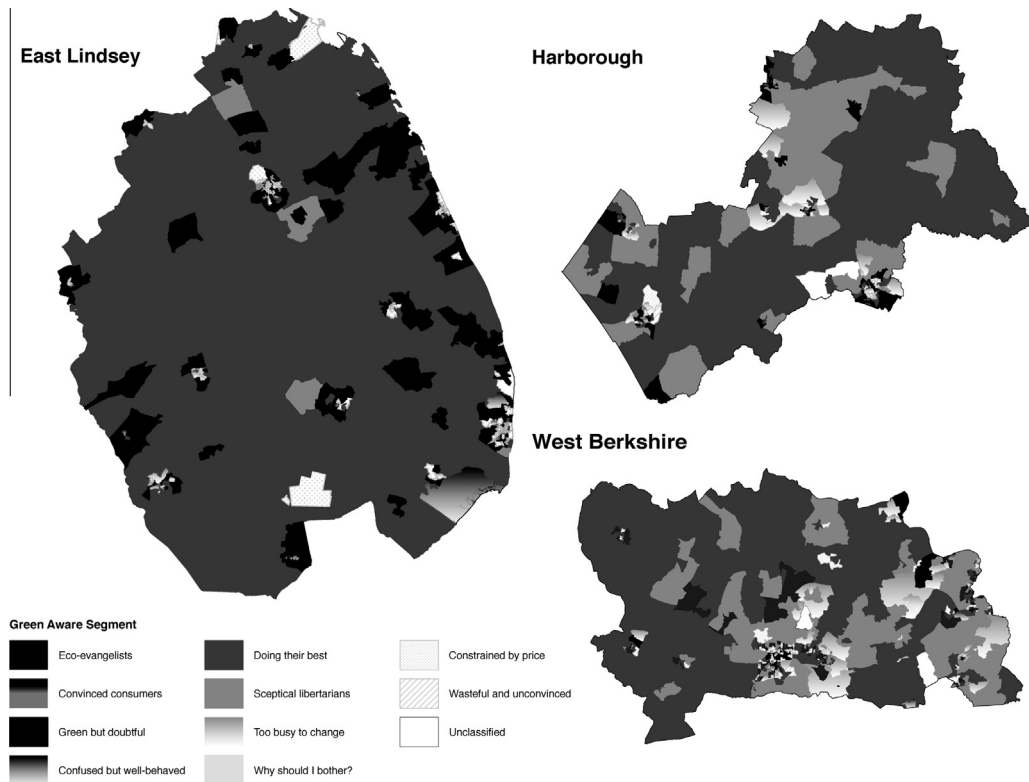 East Lindsey
Harborough
West Berkshire
Green Aware Segment
Eco-evangelists
Convinced consumers
Green but doubtful
Confused but well-behaved
Doing their best
Sceptical libertarians
Too busy to change
Why should I bother?
Constrained by price
Wasteful and unconvinced
Unclassified